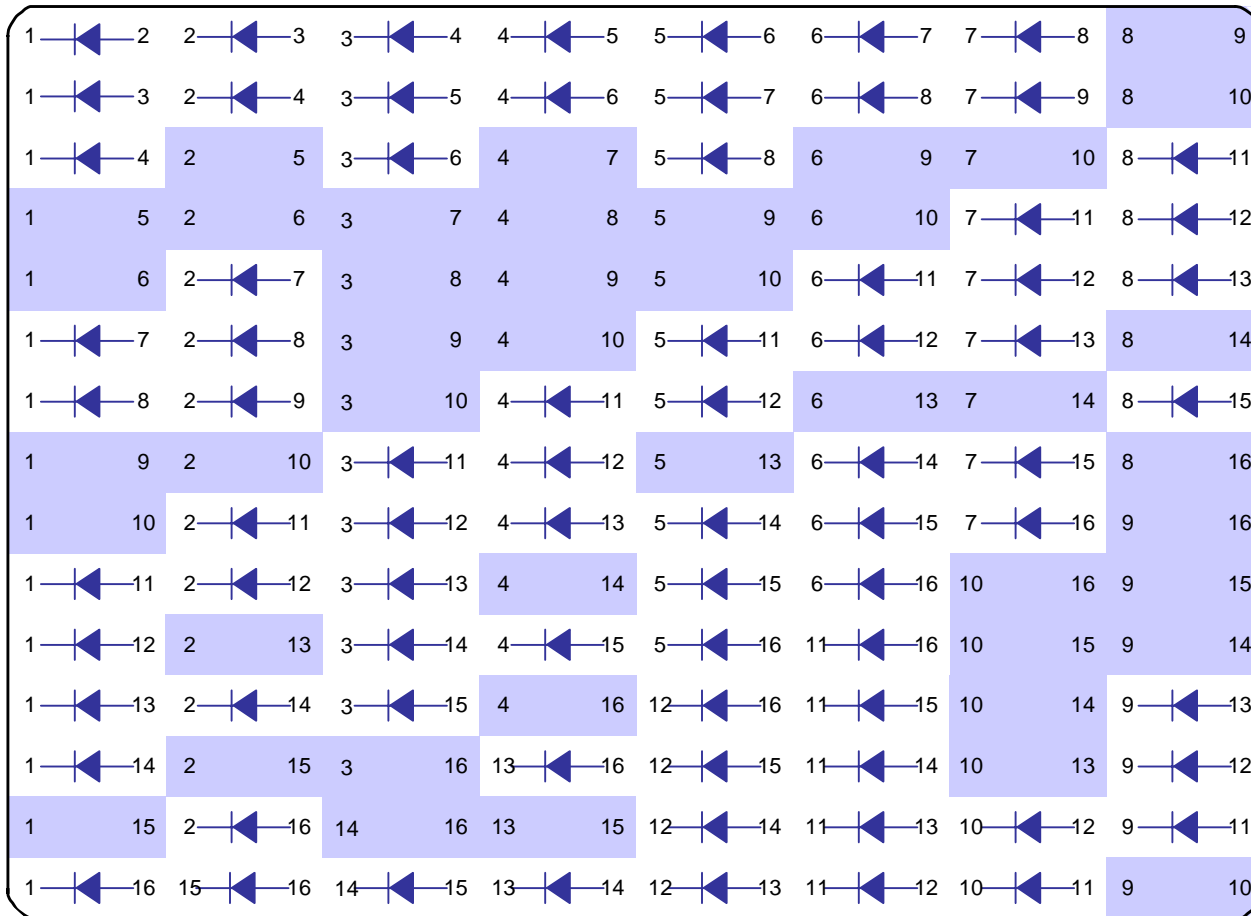 1 2 2 3 3 4 4 5 5 6 6 7 7 8 8 9
1 3 2 4 3 5 4 6 5 7 6 8 7 9 8 10
1 4 2 5 3 6 4 7 5 8 6 9 7 10 8 11
1 5 2 6 3 7 4 8 5 9 6 10 7 11 8 12
1 6 2 7 3 8 4 9 5 10 6 11 7 12 8 13
1 7 2 8 3 9 4 10 5 11 6 12 7 13 8 14
1 8 2 9 3 10 4 11 5 12 6 13 7 14 8 15
1 9 2 10 3 11 4 12 5 13 6 14 7 15 8 16
1 10 2 11 3 12 4 13 5 14 6 15 7 16 9 16
1 11 2 12 3 13 4 14 5 15 6 16 10 16 9 15
1 12 2 13 3 14 4 15 5 16 11 16 10 15 9 14
1 13 2 14 3 15 4 16 12 16 11 15 10 14 9 13
1 14 2 15 3 16 13 16 12 15 11 14 10 13 9 12
1 15 2 16 14 16 13 15 12 14 11 13 10 12 9 11
1 16 15 16 14 15 13 14 12 13 11 12 10 11 9 10